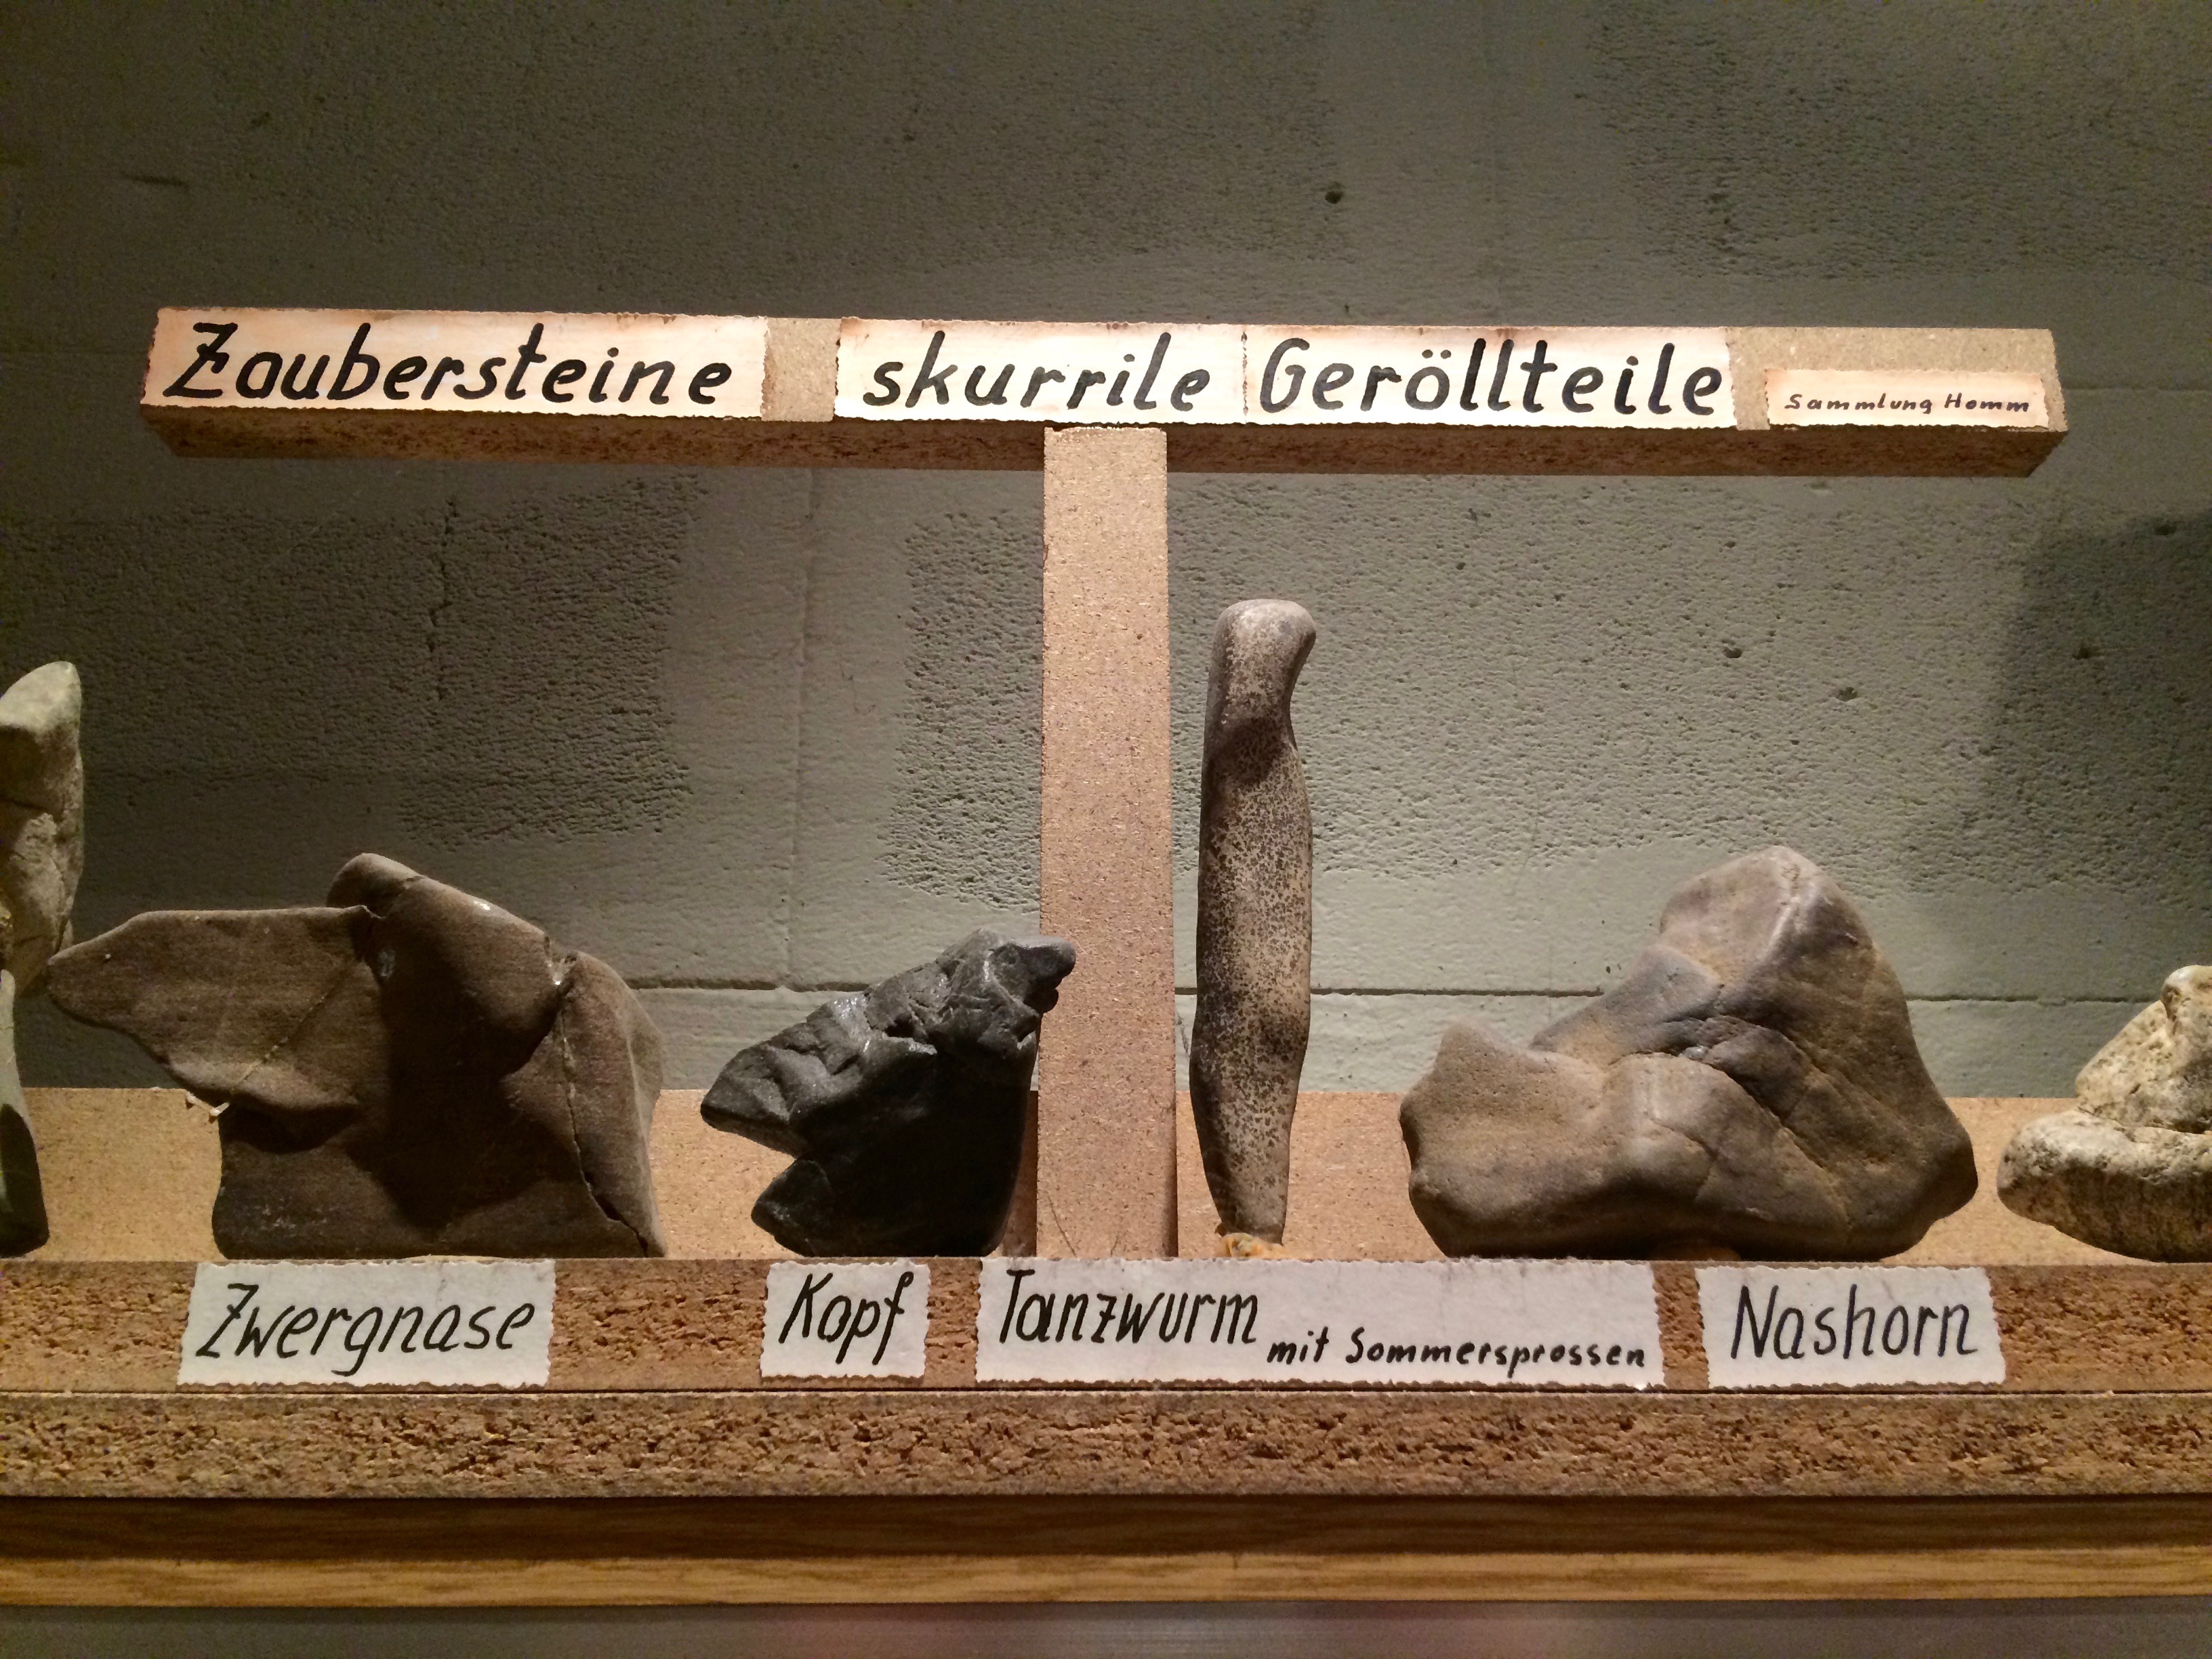 Zaubersteine skurrile Geröllteile
Sammlung Homm
Zwergnase
Kopf
Tanzwurm
mit Sommersprossen
Nashorn